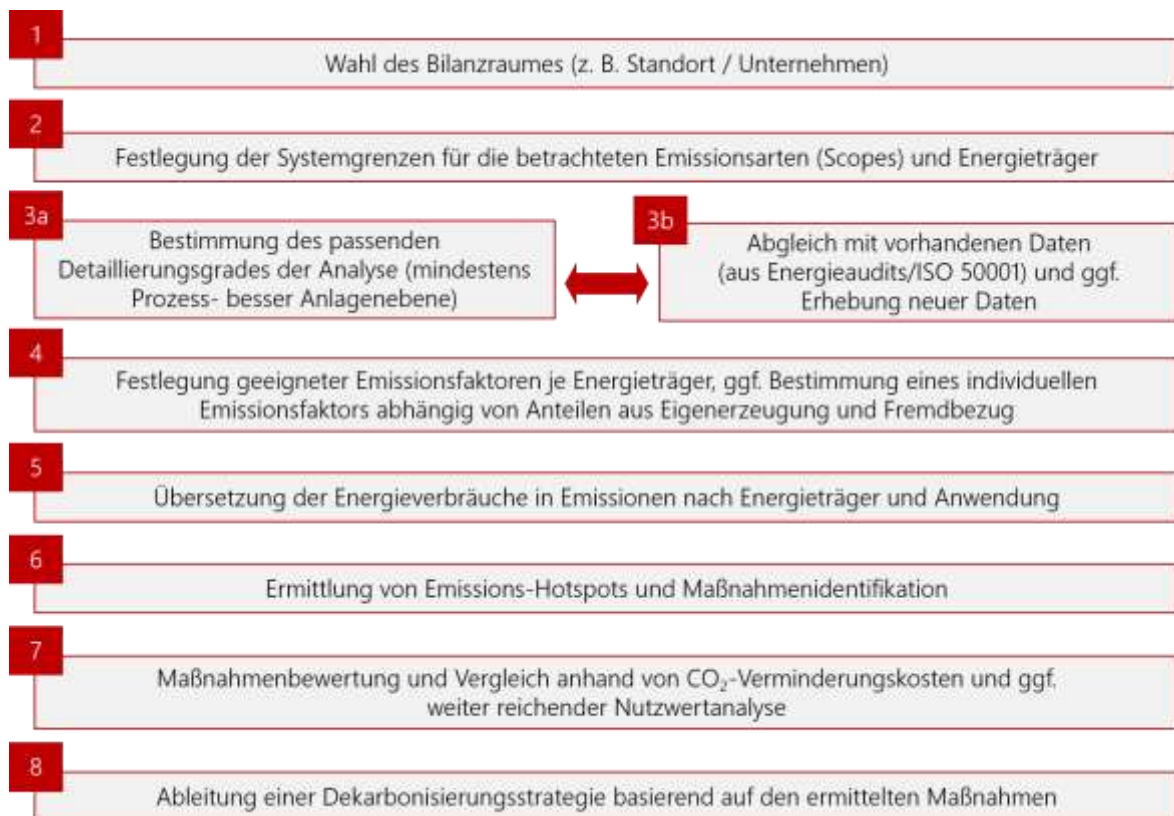 1
Wahl des Bilanzraumes (z. B. Standort / Unternehmen)
2
Festlegung der Systemgrenzen für die betrachteten Emissionsarten (Scopes) und Energieträger
3a
Bestimmung des passenden
Detaillierungsgrades der Analyse (mindestens
Prozess- besser Anlagenebene)
3b
Abgleich mit vorhandenen Daten
(aus Energieaudits/ISO 50001) und ggf.
Erhebung neuer Daten
4
Festlegung geeigneter Emissionsfaktoren je Energieträger, ggf. Bestimmung eines individuellen
Emissionsfaktors abhängig von Anteilen aus Eigenerzeugung und Fremdbezug
5
Übersetzung der Energieverbräuche in Emissionen nach Energieträger und Anwendung
6
Ermittlung von Emissions-Hotspots und Maßnahmenidentifikation
7
Maßnahmenbewertung und Vergleich anhand von CO₂-Verminderungskosten und ggf.
weiter reichender Nutzwertanalyse
8
Ableitung einer Dekarbonisierungsstrategie basierend auf den ermittelten Maßnahmen